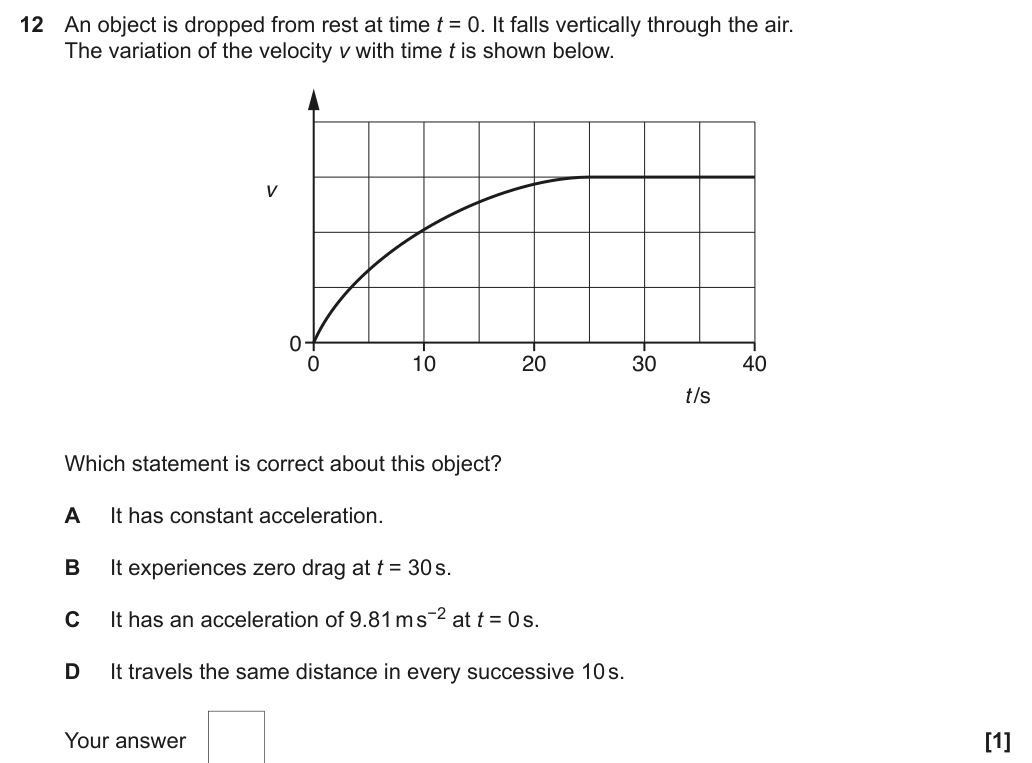 12 An object is dropped from rest at time t = 0. It falls vertically through the air.
The variation of the velocity v with time t is shown below.
v
0
0 10 20 30 40
t/s
Which statement is correct about this object?
A It has constant acceleration.
B It experiences zero drag at t = 30 s.
C It has an acceleration of 9.81 m s⁻² at t = 0 s.
D It travels the same distance in every successive 10 s.
Your answer [1]